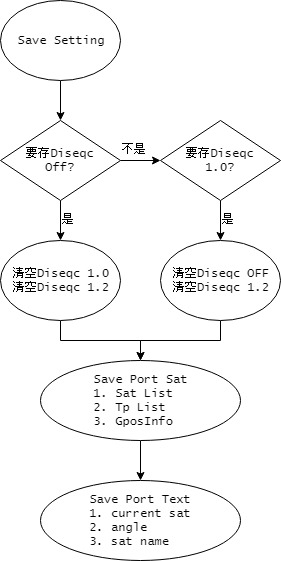 Save Setting
要存Diseqc
Off?
不是
要存Diseqc
1.0?
是
是
清空Diseqc 1.0
清空Diseqc 1.2
清空Diseqc OFF
清空Diseqc 1.2
Save Port Sat
1. Sat List
2. Tp List
3. GposInfo
Save Port Text
1. current sat
2. angle
3. sat name